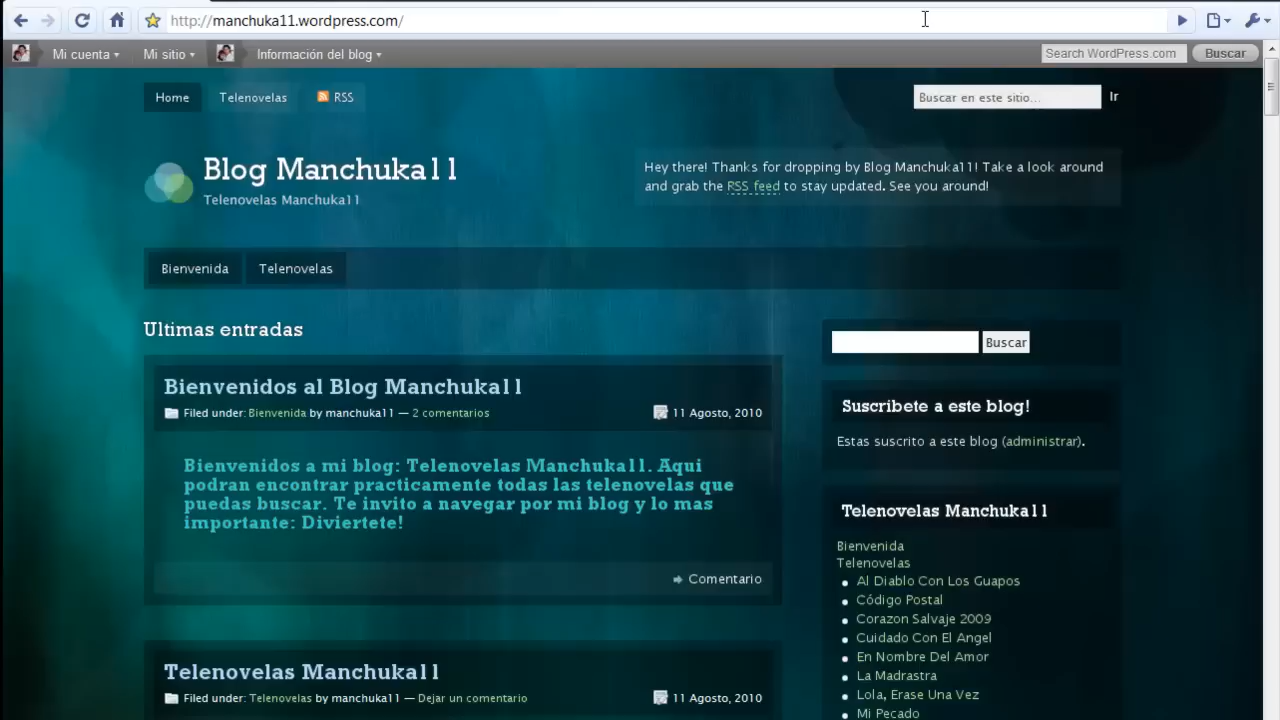 http://manchuka11.wordpress.com/
Mi cuenta
Mi sitio
Información del blog
Search WordPress.com
Buscar
Home
Telenovelas
RSS
Buscar en este sitio...
Ir
Blog Manchuka11
Telenovelas Manchuka11
Hey there! Thanks for dropping by Blog Manchuka11! Take a look around
and grab the RSS feed to stay updated. See you around!
Bienvenida
Telenovelas
Ultimas entradas
Bienvenidos al Blog Manchuka11
Filed under: Bienvenida by manchuka11 — 2 comentarios
11 Agosto, 2010
Bienvenidos a mi blog: Telenovelas Manchuka11. Aqui
podran encontrar practicamente todas las telenovelas que
puedas buscar. Te invito a navegar por mi blog y lo mas
importante: Diviertete!
Comentario
Telenovelas Manchuka11
Filed under: Telenovelas by manchuka11 — Dejar un comentario
11 Agosto, 2010
Buscar
Suscribete a este blog!
Estas suscrito a este blog (administrar).
Telenovelas Manchuka11
Bienvenida
Telenovelas
Al Diablo Con Los Guapos
Código Postal
Corazon Salvaje 2009
Cuidado Con El Angel
En Nombre Del Amor
La Madrastra
Lola, Erase Una Vez
Mi Pecado